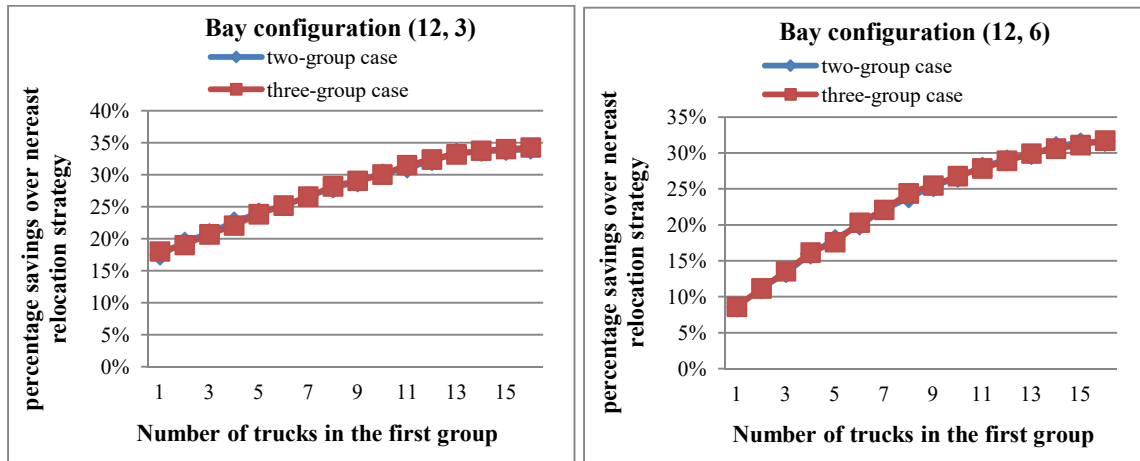 Bay configuration (12, 3)
two-group case
three-group case
percentage savings over nereast
relocation strategy
40%
35%
30%
25%
20%
15%
10%
5%
0%
1 3 5 7 9 11 13 15
Number of trucks in the first group
Bay configuration (12, 6)
two-group case
three-group case
percentage savings over nereast
relocation strategy
35%
30%
25%
20%
15%
10%
5%
0%
1 3 5 7 9 11 13 15
Number of trucks in the first group